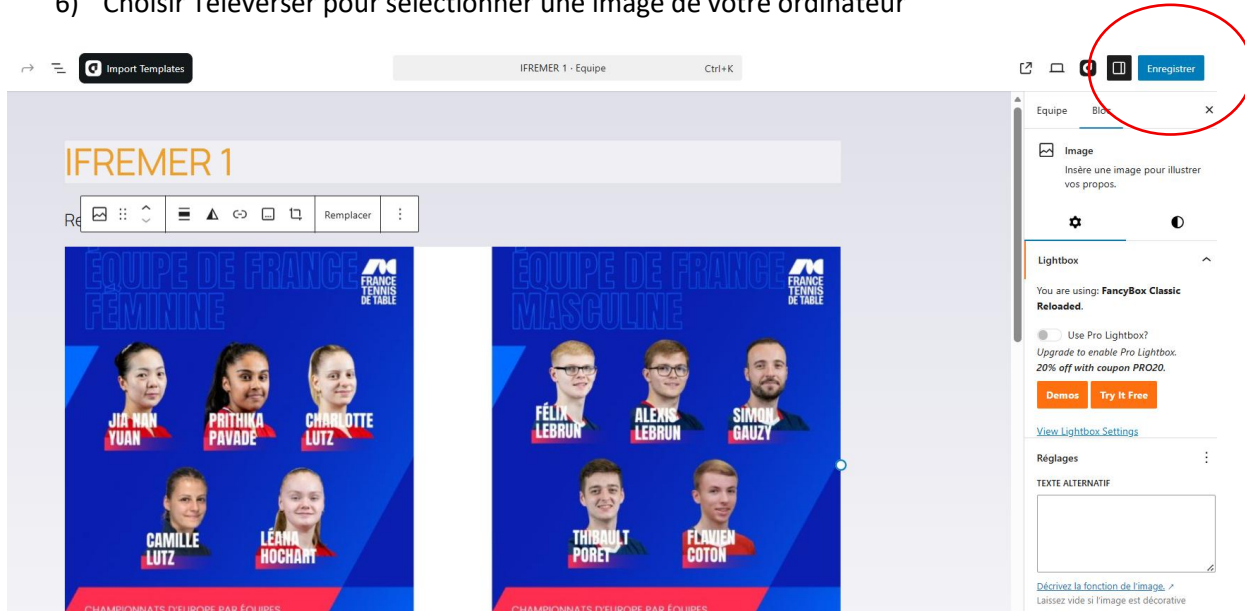 6) Choisir Téléverser pour sélectionner une image de votre ordinateur
Import Templates
IFREMER 1 · Equipe Ctrl+K
Enregistrer
Equipe Bloc
IFREMER 1
Image
Insère une image pour illustrer
vos propos.
Re
Remplacer
Lightbox
You are using: FancyBox Classic
Reloaded.
Use Pro Lightbox?
Upgrade to enable Pro Lightbox.
20% off with coupon PRO20.
Demos Try It Free
View Lightbox Settings
Réglages
TEXTE ALTERNATIF
Décrivez la fonction de l'image. ↗
Laissez vide si l'image est décorative
ÉQUIPE DE FRANCE
FÉMININE
FRANCE
TENNIS
DE TABLE
JIA NAN
YUAN
PRITHIKA
PAVADE
CHARLOTTE
LUTZ
CAMILLE
LUTZ
LÉANA
HOCHART
CHAMPIONNATS D'EUROPE PAR ÉQUIPES
ÉQUIPE DE FRANCE
MASCULINE
FRANCE
TENNIS
DE TABLE
FÉLIX
LEBRUN
ALEXIS
LEBRUN
SIMON
GAUZY
THIBAULT
PORET
FLAVIEN
COTON
CHAMPIONNATS D'EUROPE PAR ÉQUIPES